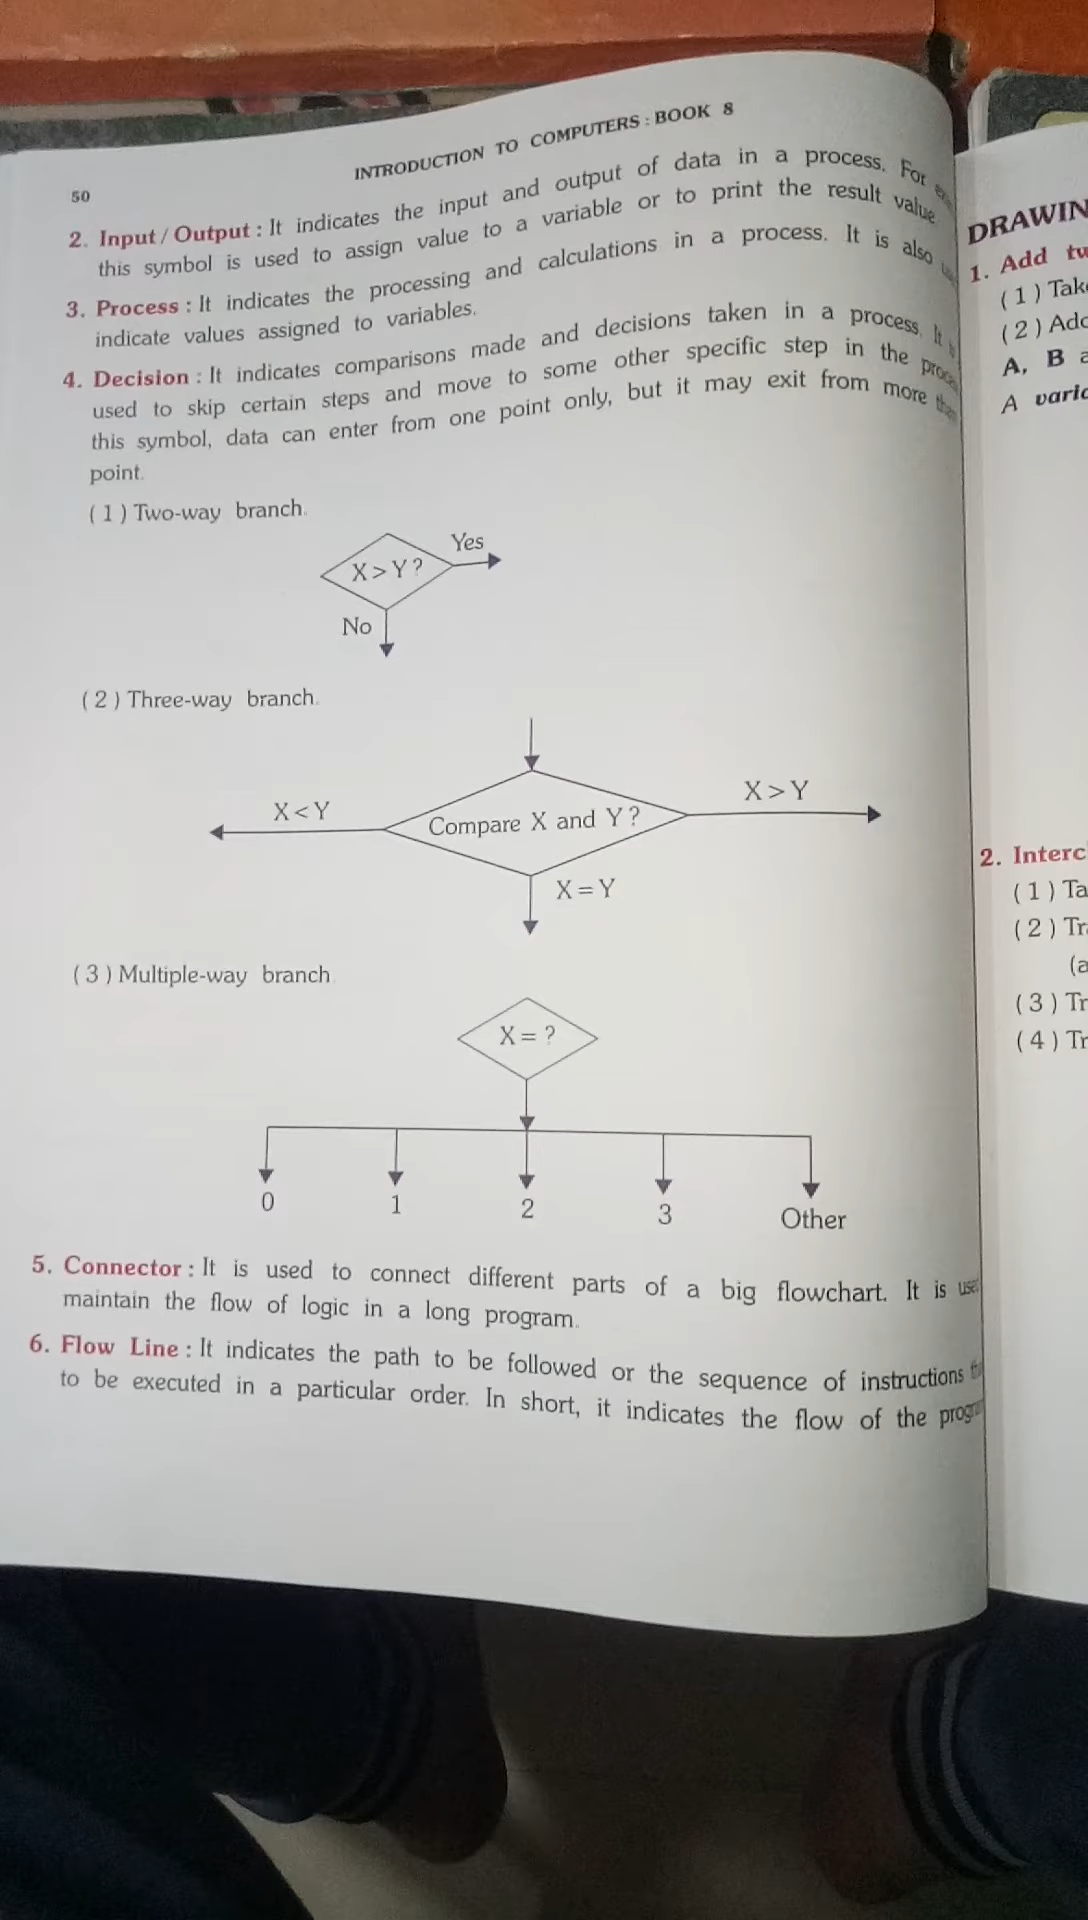 50
INTRODUCTION TO COMPUTERS : BOOK 8
2. Input / Output : It indicates the input and output of data in a process. For
this symbol is used to assign value to a variable or to print the result value
3. Process : It indicates the processing and calculations in a process. It is also
indicate values assigned to variables.
4. Decision : It indicates comparisons made and decisions taken in a process. It
used to skip certain steps and move to some other specific step in the
this symbol, data can enter from one point only, but it may exit from more
point.
( 1 ) Two-way branch.
Yes
X > Y ?
No
( 2 ) Three-way branch.
X < Y
Compare X and Y ?
X > Y
X = Y
( 3 ) Multiple-way branch
X = ?
0 1 2 3 Other
5. Connector : It is used to connect different parts of a big flowchart. It is
maintain the flow of logic in a long program.
6. Flow Line : It indicates the path to be followed or the sequence of instructions
to be executed in a particular order. In short, it indicates the flow of the
DRAWIN
1. Add tw
( 1 ) Take
( 2 ) Add
A, B
A varia
2. Interc
( 1 ) Ta
( 2 ) Tr
(a
( 3 ) Tr
( 4 ) Tr